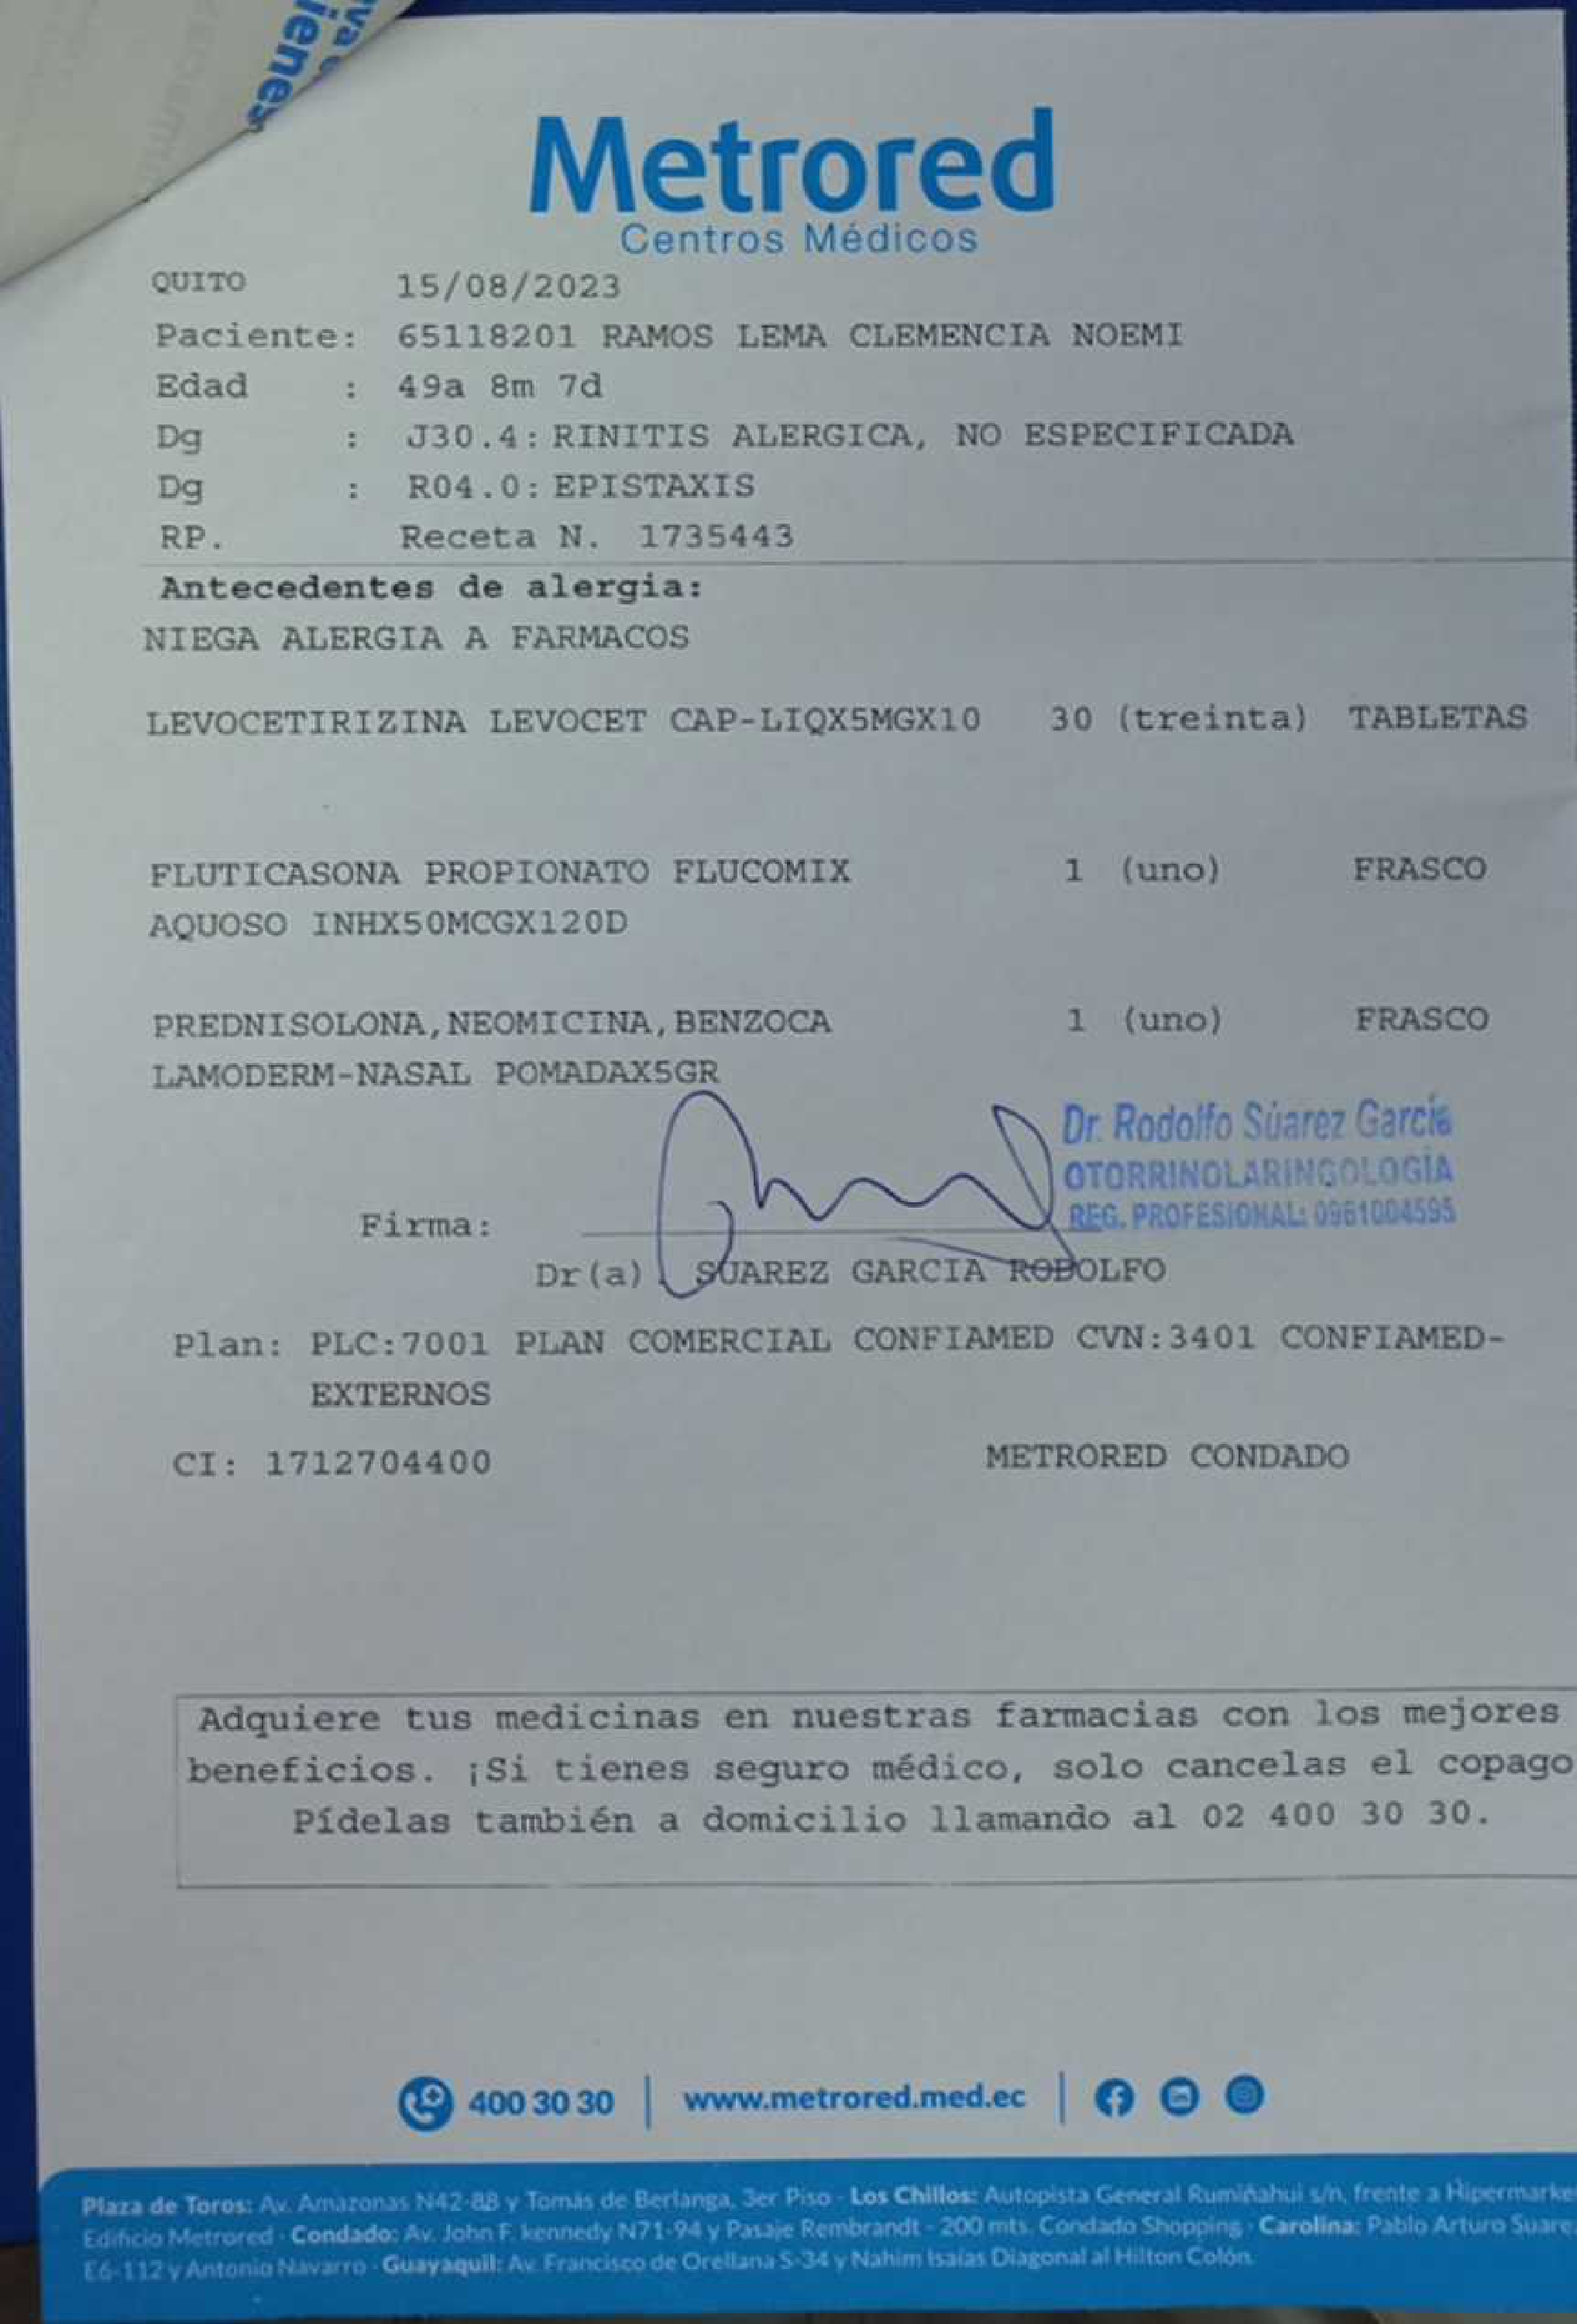 Metrored
Centros Médicos
QUITO 15/08/2023
Paciente: 65118201 RAMOS LEMA CLEMENCIA NOEMI
Edad : 49a 8m 7d
Dg : J30.4: RINITIS ALERGICA, NO ESPECIFICADA
Dg : R04.0: EPISTAXIS
RP. Receta N. 1735443
Antecedentes de alergia:
NIEGA ALERGIA A FARMACOS
LEVOCETIRIZINA LEVOCET CAP-LIQX5MGX10 30 (treinta) TABLETAS
FLUTICASONA PROPIONATO FLUCOMIX 1 (uno) FRASCO
AQUOSO INHX50MCGX120D
PREDNISOLONA,NEOMICINA,BENZOCA 1 (uno) FRASCO
LAMODERM-NASAL POMADAX5GR
Dr. Rodolfo Súarez García
OTORRINOLARINGOLOGÍA
REG. PROFESIONAL: 0961004595
Firma:
Dr(a). SUAREZ GARCIA RODOLFO
Plan: PLC:7001 PLAN COMERCIAL CONFIAMED CVN:3401 CONFIAMED-
EXTERNOS
CI: 1712704400 METRORED CONDADO
Adquiere tus medicinas en nuestras farmacias con los mejores
beneficios. ¡Si tienes seguro médico, solo cancelas el copago
Pídelas también a domicilio llamando al 02 400 30 30.
400 30 30 www.metrored.med.ec
Plaza de Toros: Av. Amazonas N42-88 y Tomás de Berlanga, 3er Piso - Los Chillos: Autopista General Rumiñahui s/n, frente a Hipermarke
Edificio Metrored - Condado: Av. John F. kennedy N71-94 y Pasaje Rembrandt - 200 mts. Condado Shopping - Carolina: Pablo Arturo Suare
E6-112 y Antonio Navarro - Guayaquil: Av. Francisco de Orellana S-34 y Nahim Isaías Diagonal al Hilton Colón.